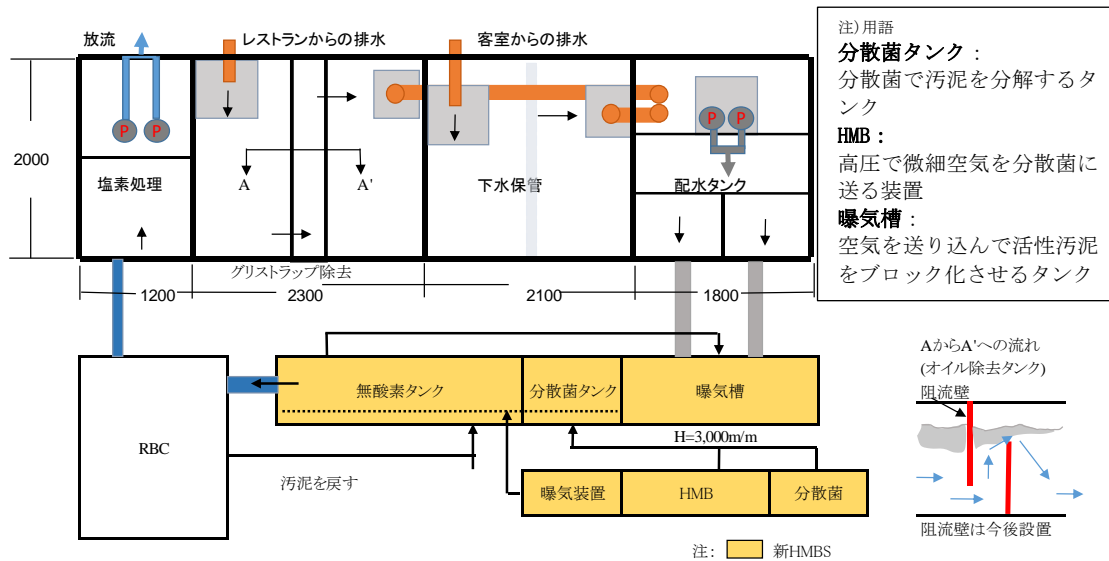 放流
レストランからの排水
客室からの排水
P P
P P
2000
塩素処理
A
A'
下水保管
配水タンク
グリストラップ除去
1200
2300
2100
1800
注）用語
分散菌タンク：
分散菌で汚泥を分解するタ
ンク
HMB：
高圧で微細空気を分散菌に
送る装置
曝気槽：
空気を送り込んで活性汚泥
をブロック化させるタンク
RBC
無酸素タンク
分散菌タンク
曝気槽
H=3,000m/m
汚泥を戻す
曝気装置
HMB
分散菌
注：
新HMBS
AからA'への流れ
(オイル除去タンク)
阻流壁
阻流壁は今後設置